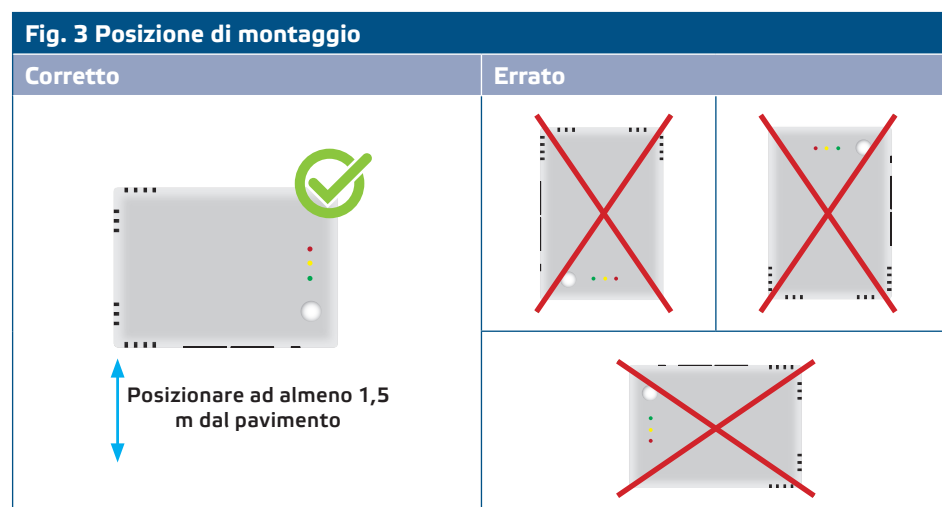 Fig. 3 Posizione di montaggio
Corretto
Errato
Posizionare ad almeno 1,5
m dal pavimento